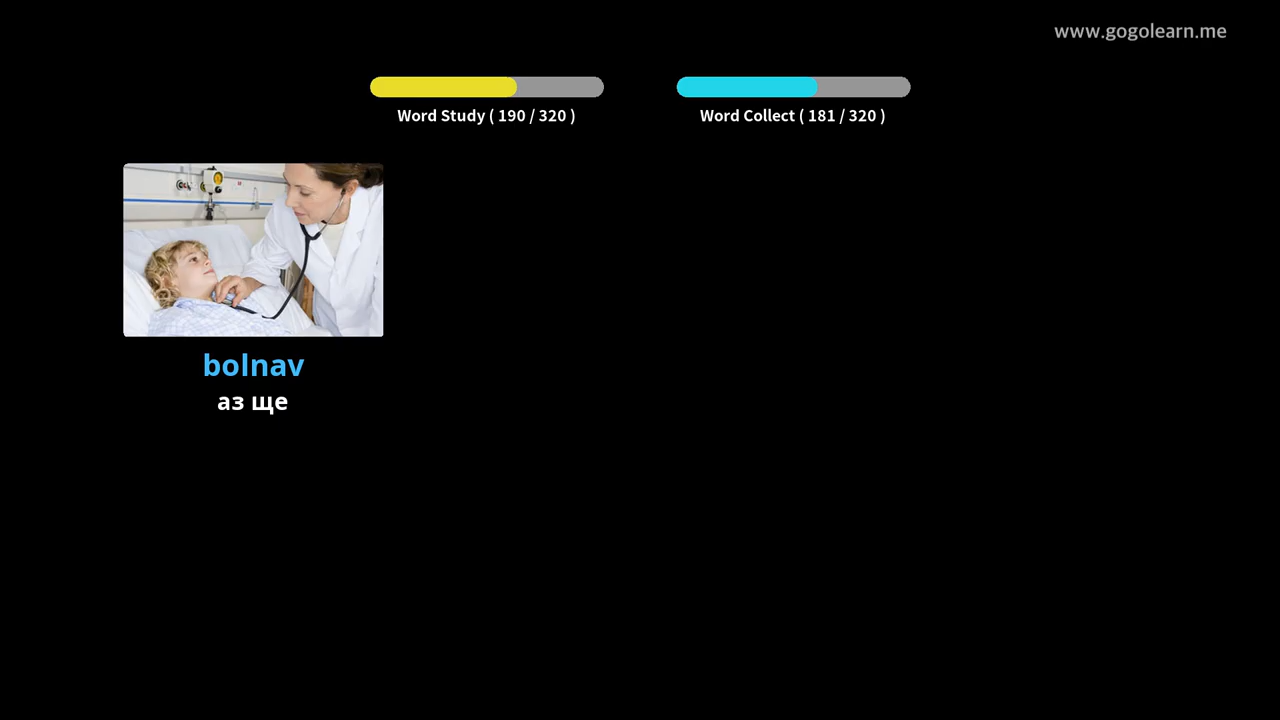 www.gogolearn.me
Word Study ( 190 / 320 )
Word Collect ( 181 / 320 )
bolnav
аз ще